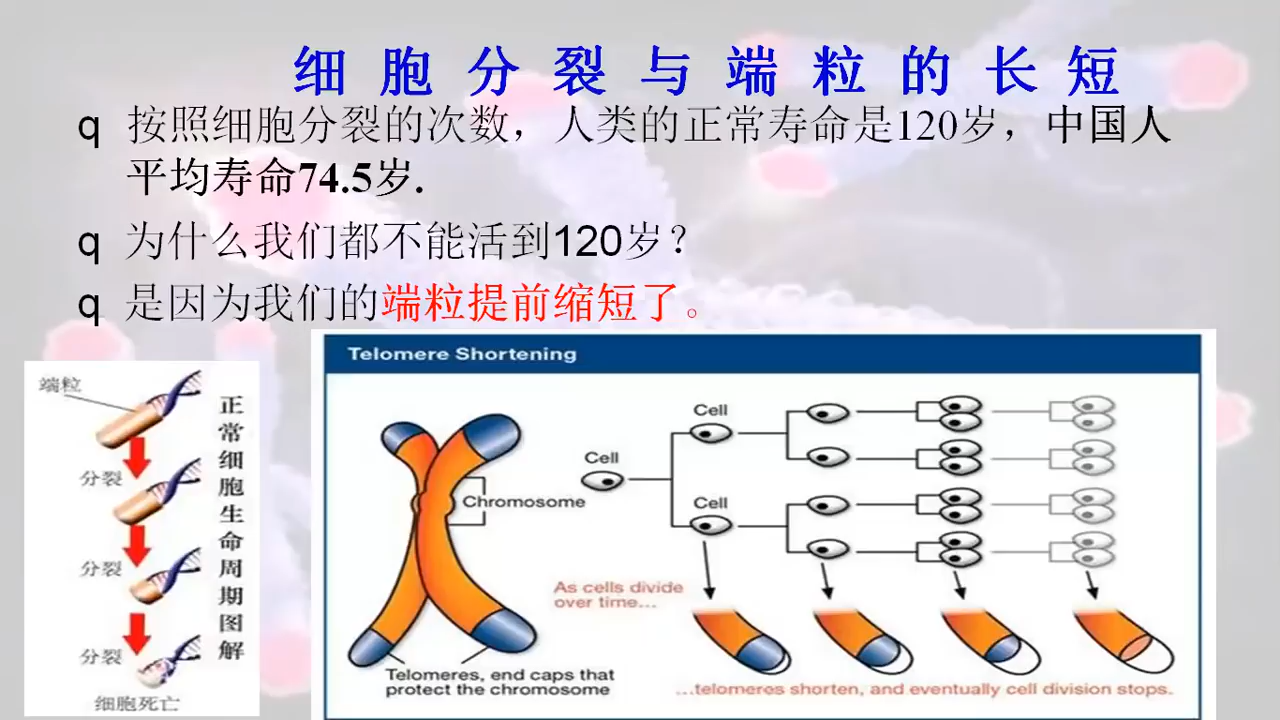 细胞分裂与端粒的长短
q 按照细胞分裂的次数，人类的正常寿命是120岁，中国人
平均寿命74.5岁.
q 为什么我们都不能活到120岁？
q 是因为我们的端粒提前缩短了。
端粒
分裂
分裂
分裂
细胞死亡
正常细胞生命周期图解
Telomere Shortening
Chromosome
Telomeres, end caps that
protect the chromosome
Cell
Cell
Cell
As cells divide
over time...
...telomeres shorten, and eventually cell division stops.